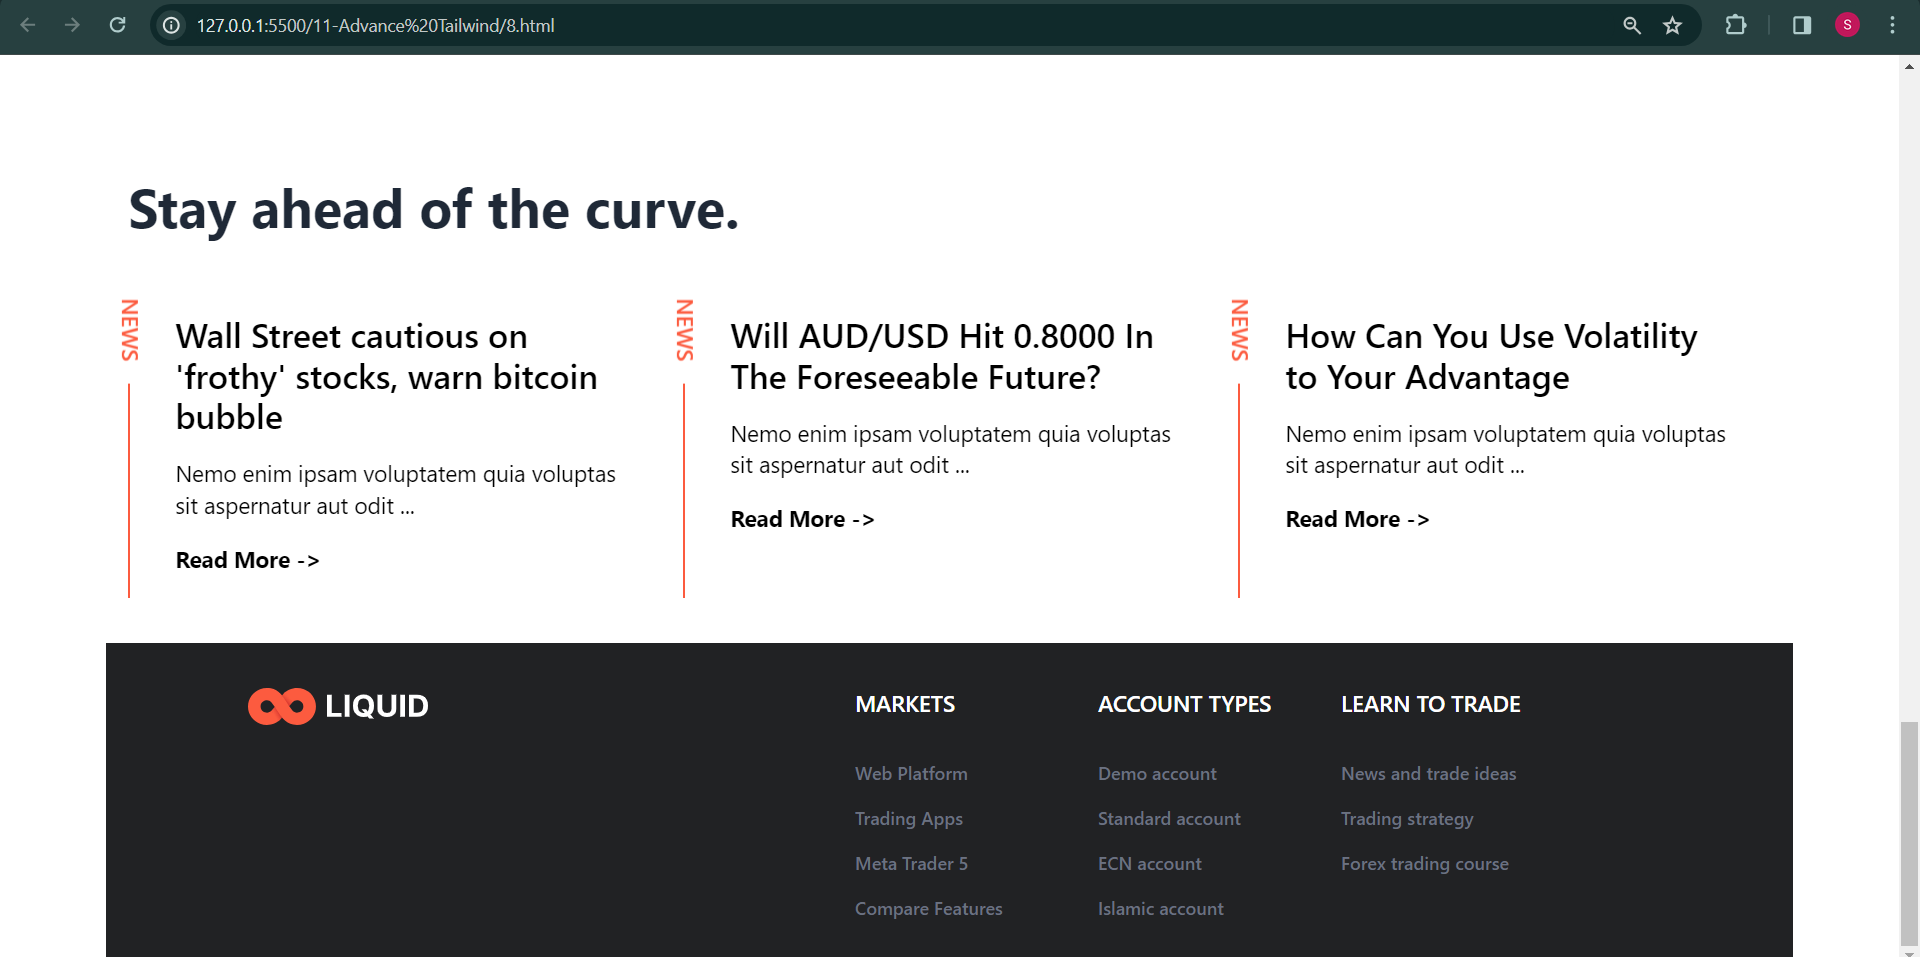 127.0.0.1:5500/11-Advance%20Tailwind/8.html
S
Stay ahead of the curve.
NEWS
Wall Street cautious on
'frothy' stocks, warn bitcoin
bubble
Nemo enim ipsam voluptatem quia voluptas
sit aspernatur aut odit ...
Read More ->
NEWS
Will AUD/USD Hit 0.8000 In
The Foreseeable Future?
Nemo enim ipsam voluptatem quia voluptas
sit aspernatur aut odit ...
Read More ->
NEWS
How Can You Use Volatility
to Your Advantage
Nemo enim ipsam voluptatem quia voluptas
sit aspernatur aut odit ...
Read More ->
LIQUID
MARKETS
Web Platform
Trading Apps
Meta Trader 5
Compare Features
ACCOUNT TYPES
Demo account
Standard account
ECN account
Islamic account
LEARN TO TRADE
News and trade ideas
Trading strategy
Forex trading course